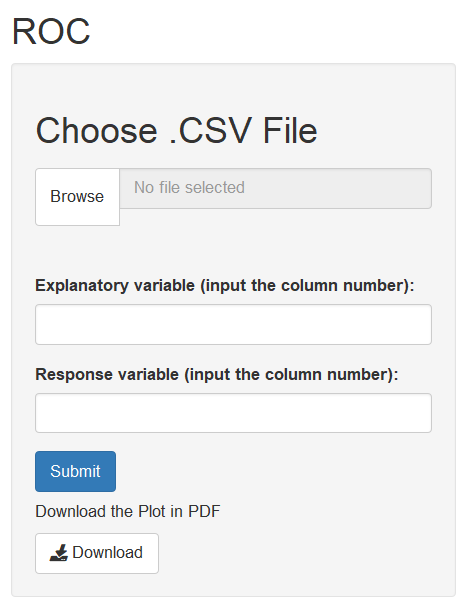 ROC
Choose .CSV File
Browse No file selected
Explanatory variable (input the column number):
Response variable (input the column number):
Submit
Download the Plot in PDF
Download